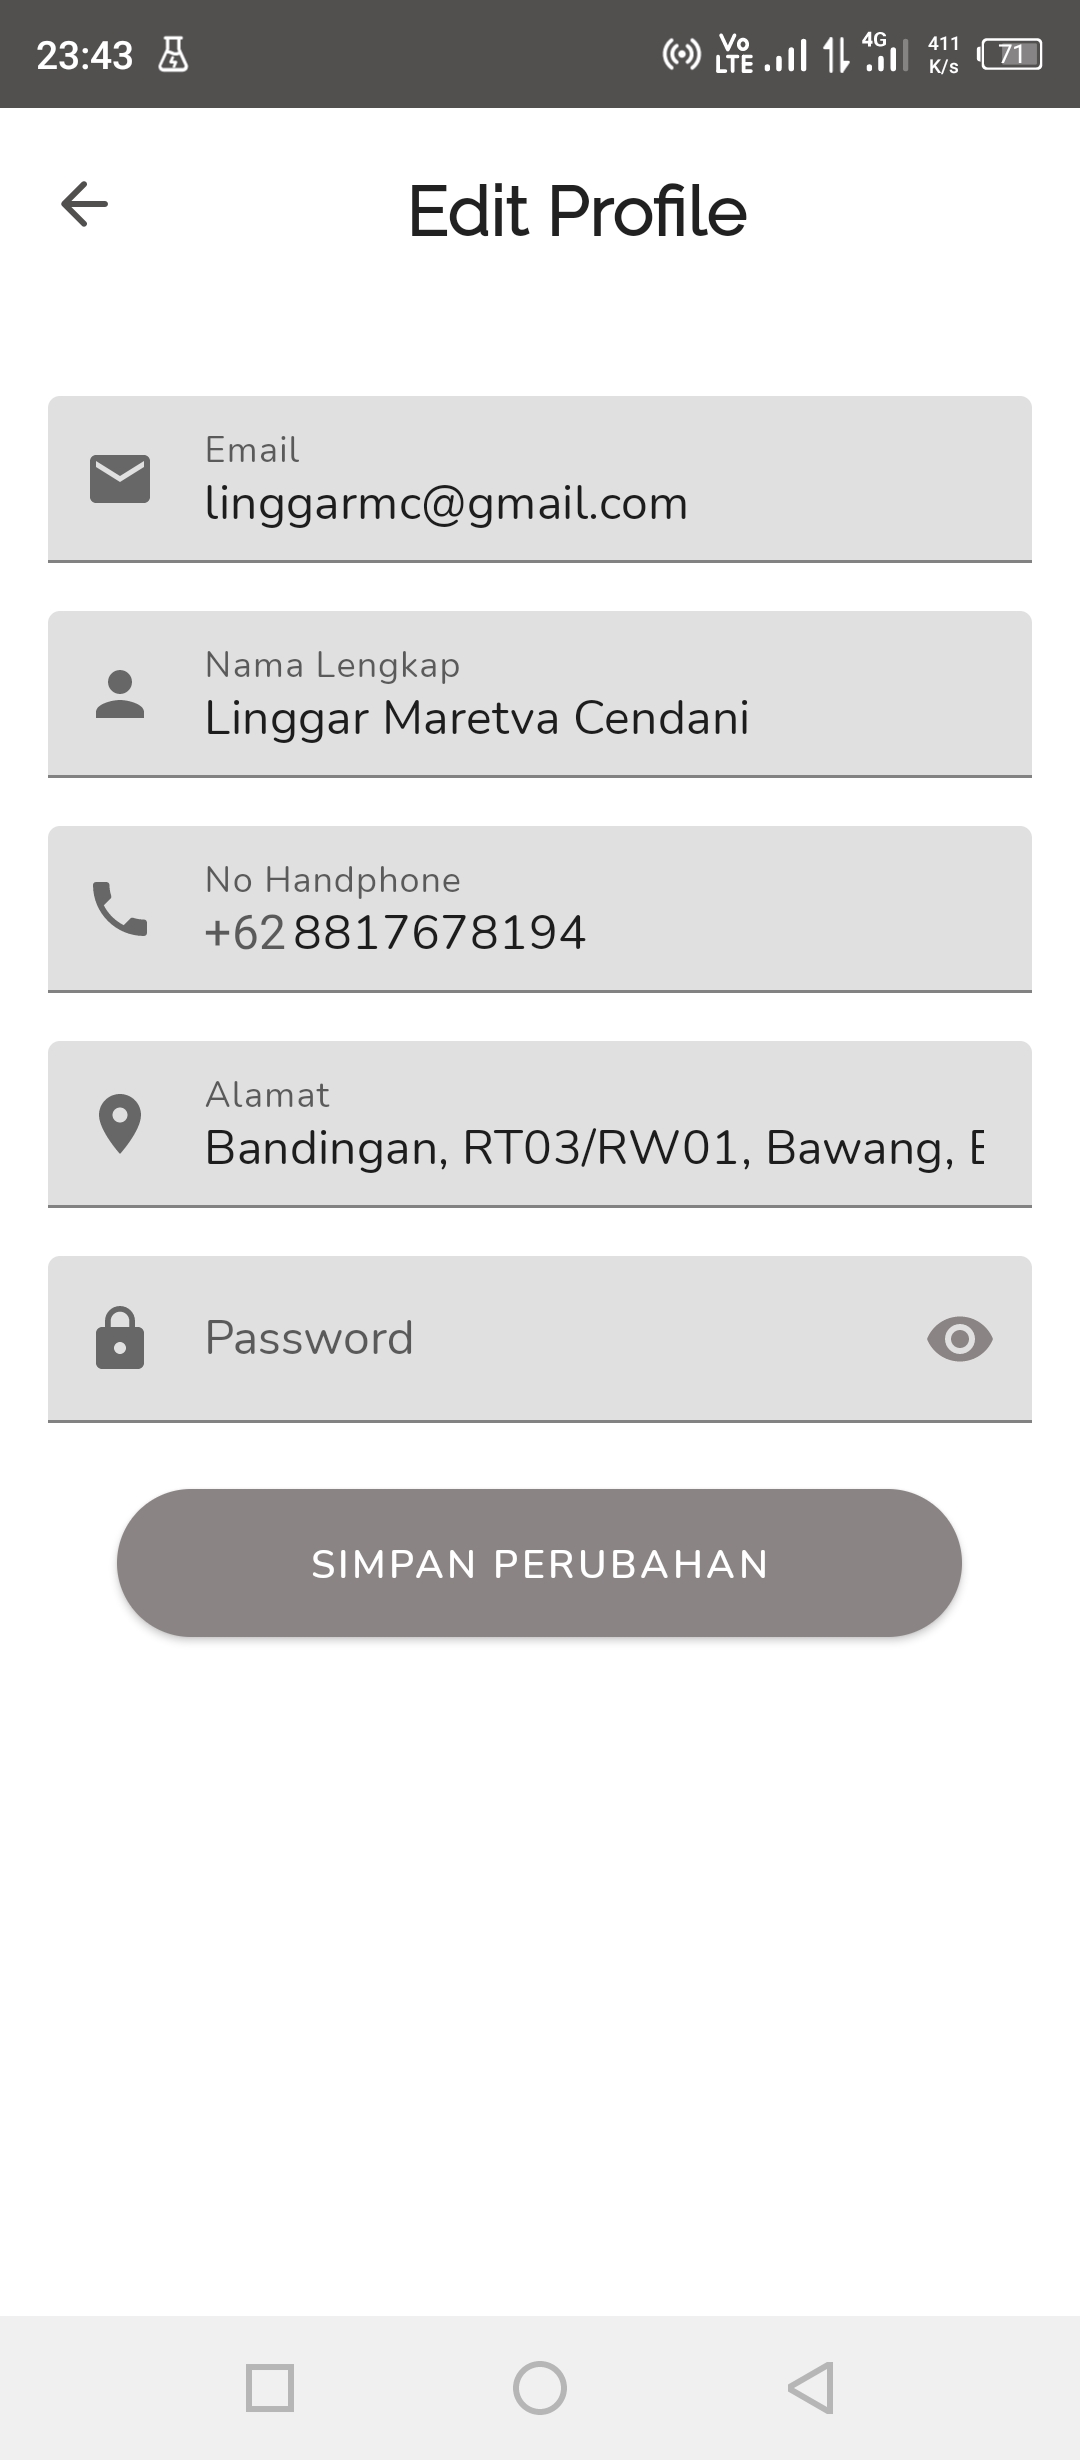 23:43 Vo LTE 4G 411 K/s 71
Edit Profile
Email
linggarmc@gmail.com
Nama Lengkap
Linggar Maretva Cendani
No Handphone
+62 8817678194
Alamat
Bandingan, RT03/RW01, Bawang,
Password
SIMPAN PERUBAHAN